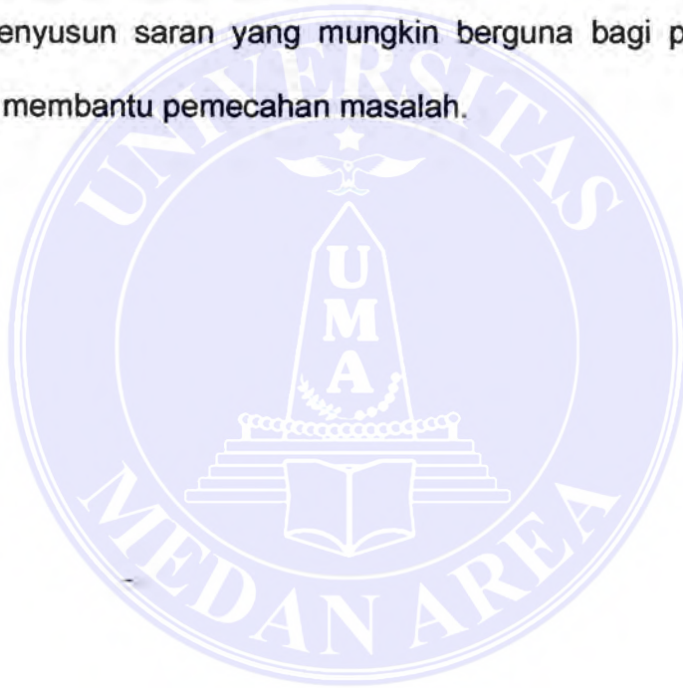 enyusun saran yang mungkin berguna bagi p
membantu pemecahan masalah.
UNIVERSITAS
U
M
A
MEDAN AREA